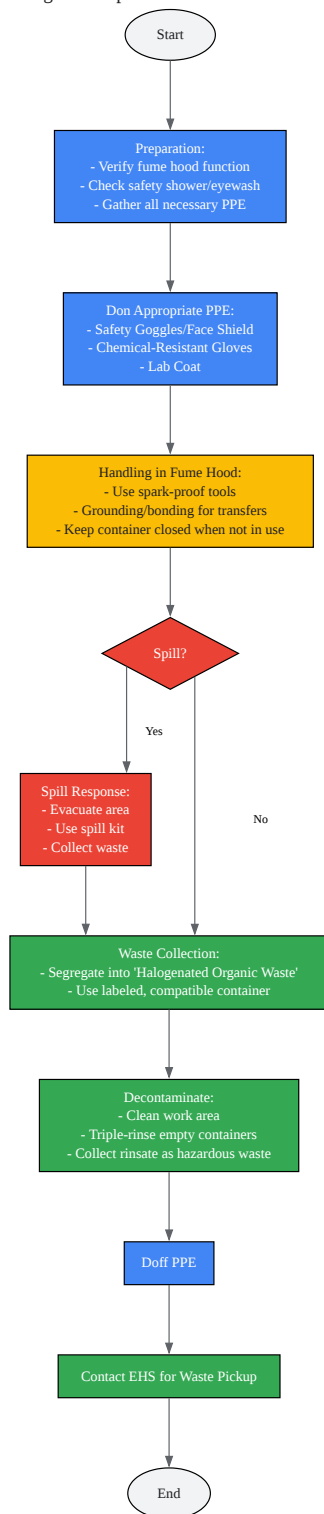 Start
Preparation:
- Verify fume hood function
- Check safety shower/eyewash
- Gather all necessary PPE
Don Appropriate PPE:
- Safety Goggles/Face Shield
- Chemical-Resistant Gloves
- Lab Coat
Handling in Fume Hood:
- Use spark-proof tools
- Grounding/bonding for transfers
- Keep container closed when not in use
Spill?
Yes
Spill Response:
- Evacuate area
- Use spill kit
- Collect waste
No
Waste Collection:
- Segregate into 'Halogenated Organic Waste'
- Use labeled, compatible container
Decontaminate:
- Clean work area
- Triple-rinse empty containers
- Collect rinsate as hazardous waste
Doff PPE
Contact EHS for Waste Pickup
End